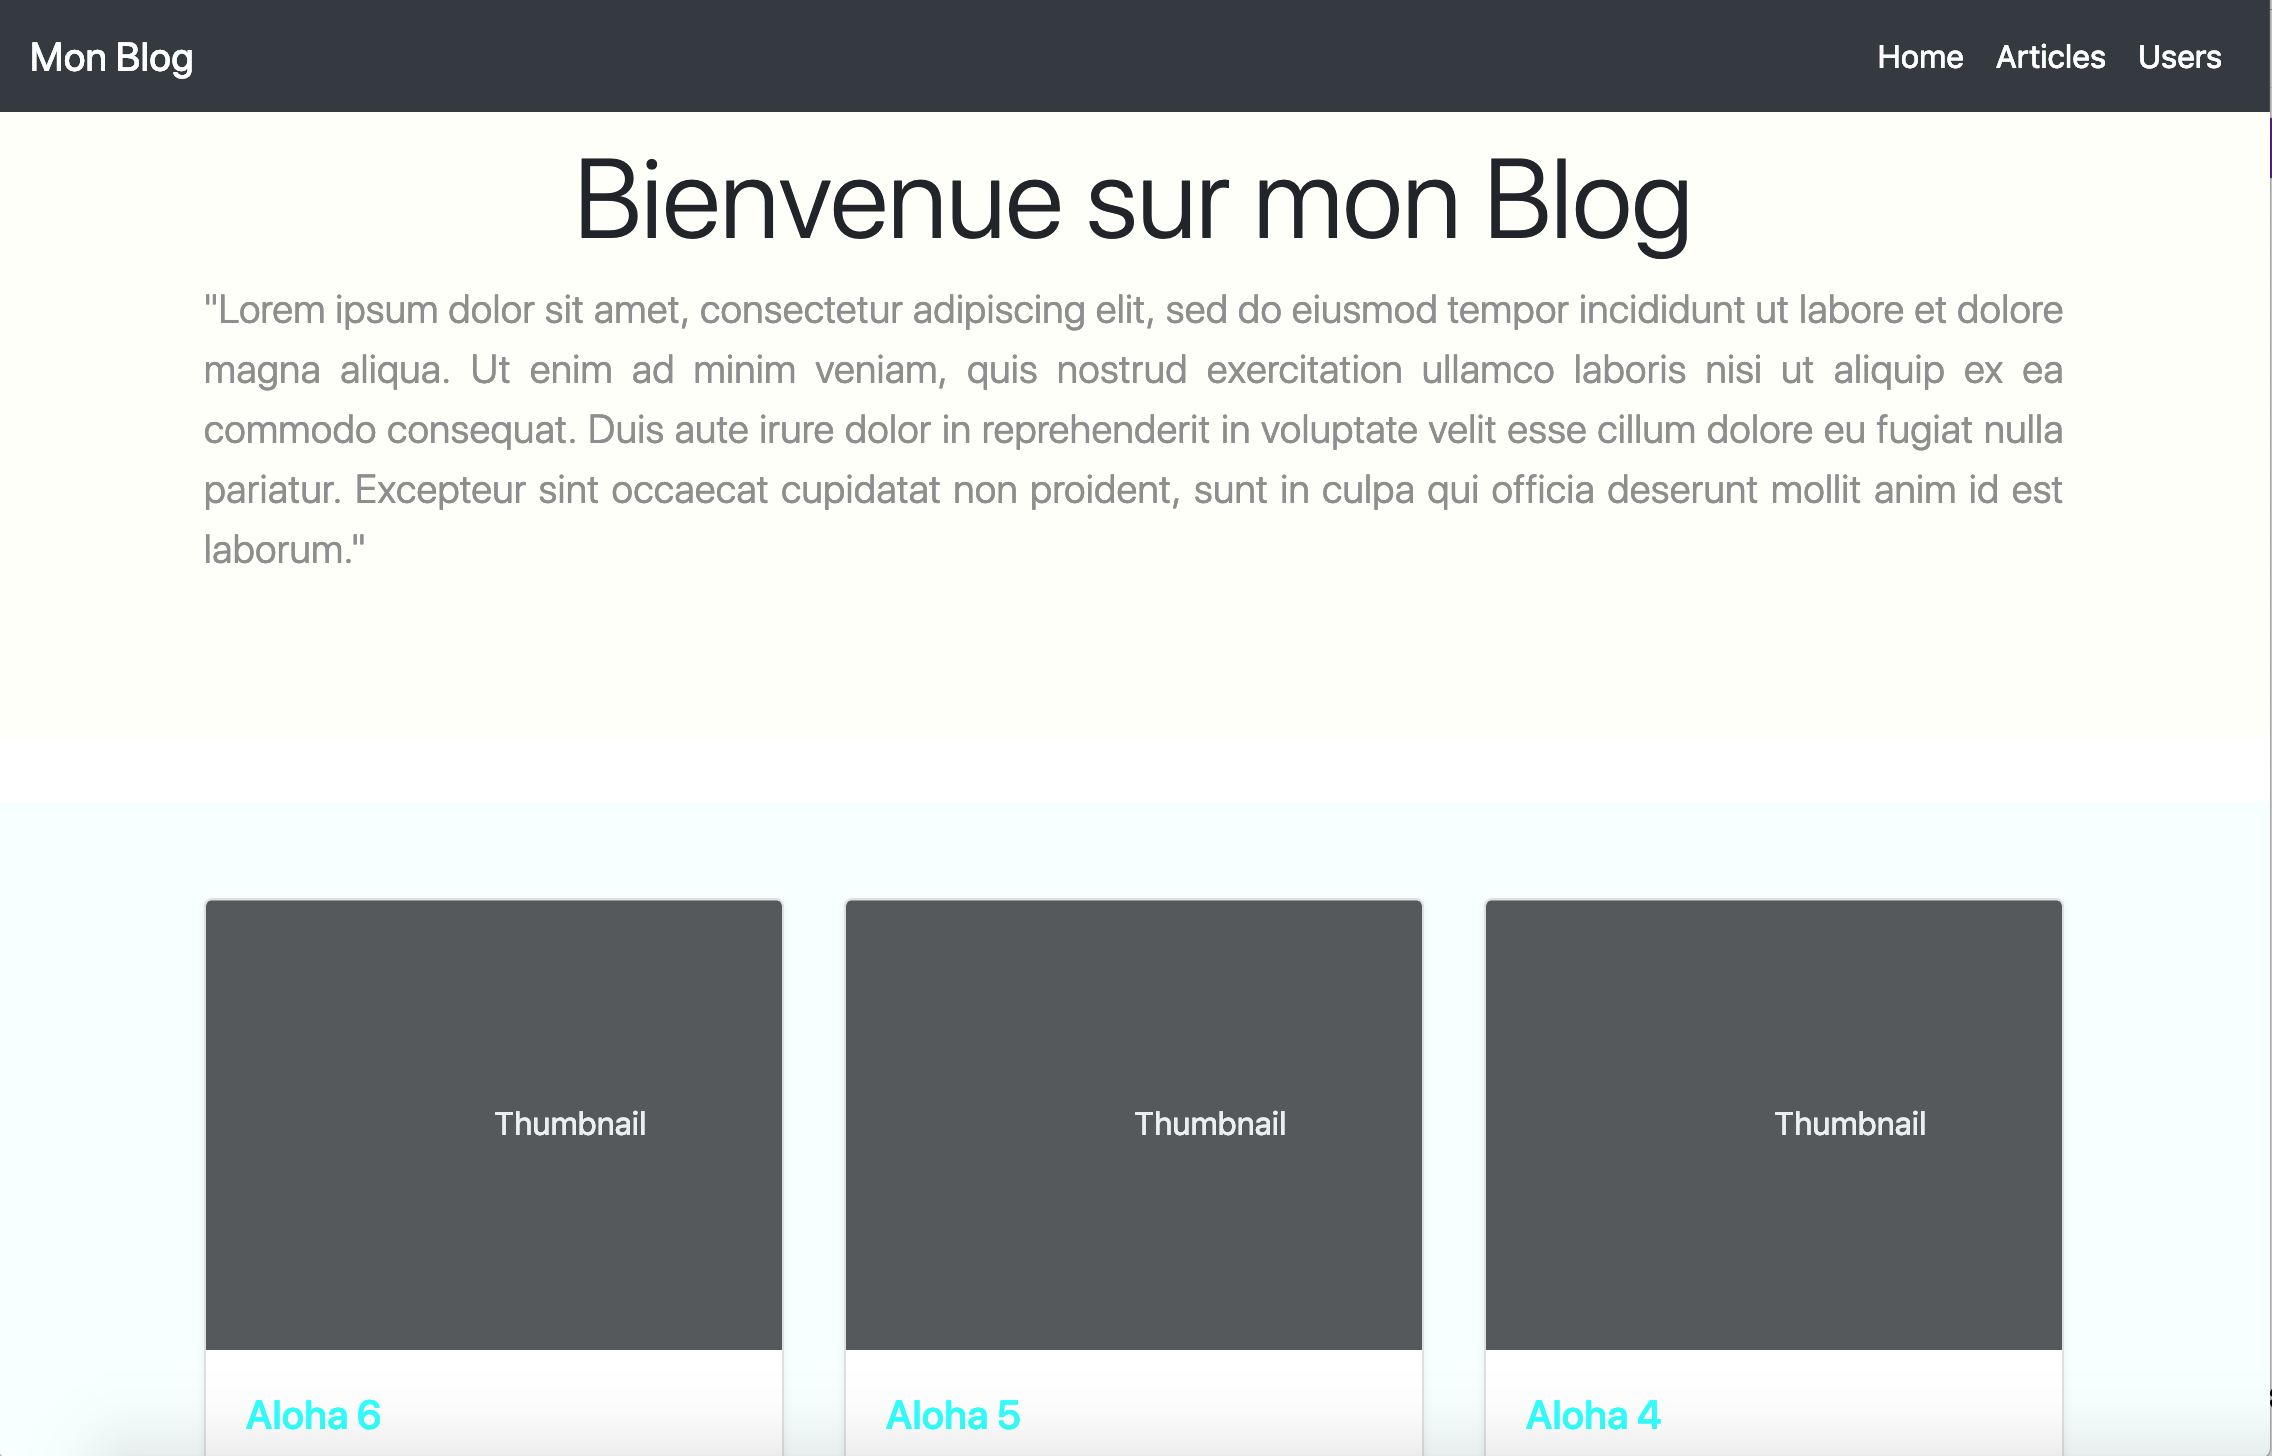 Mon Blog
Home Articles Users
Bienvenue sur mon Blog
"Lorem ipsum dolor sit amet, consectetur adipiscing elit, sed do eiusmod tempor incididunt ut labore et dolore
magna aliqua. Ut enim ad minim veniam, quis nostrud exercitation ullamco laboris nisi ut aliquip ex ea
commodo consequat. Duis aute irure dolor in reprehenderit in voluptate velit esse cillum dolore eu fugiat nulla
pariatur. Excepteur sint occaecat cupidatat non proident, sunt in culpa qui officia deserunt mollit anim id est
laborum."
Thumbnail
Aloha 6
Thumbnail
Aloha 5
Thumbnail
Aloha 4